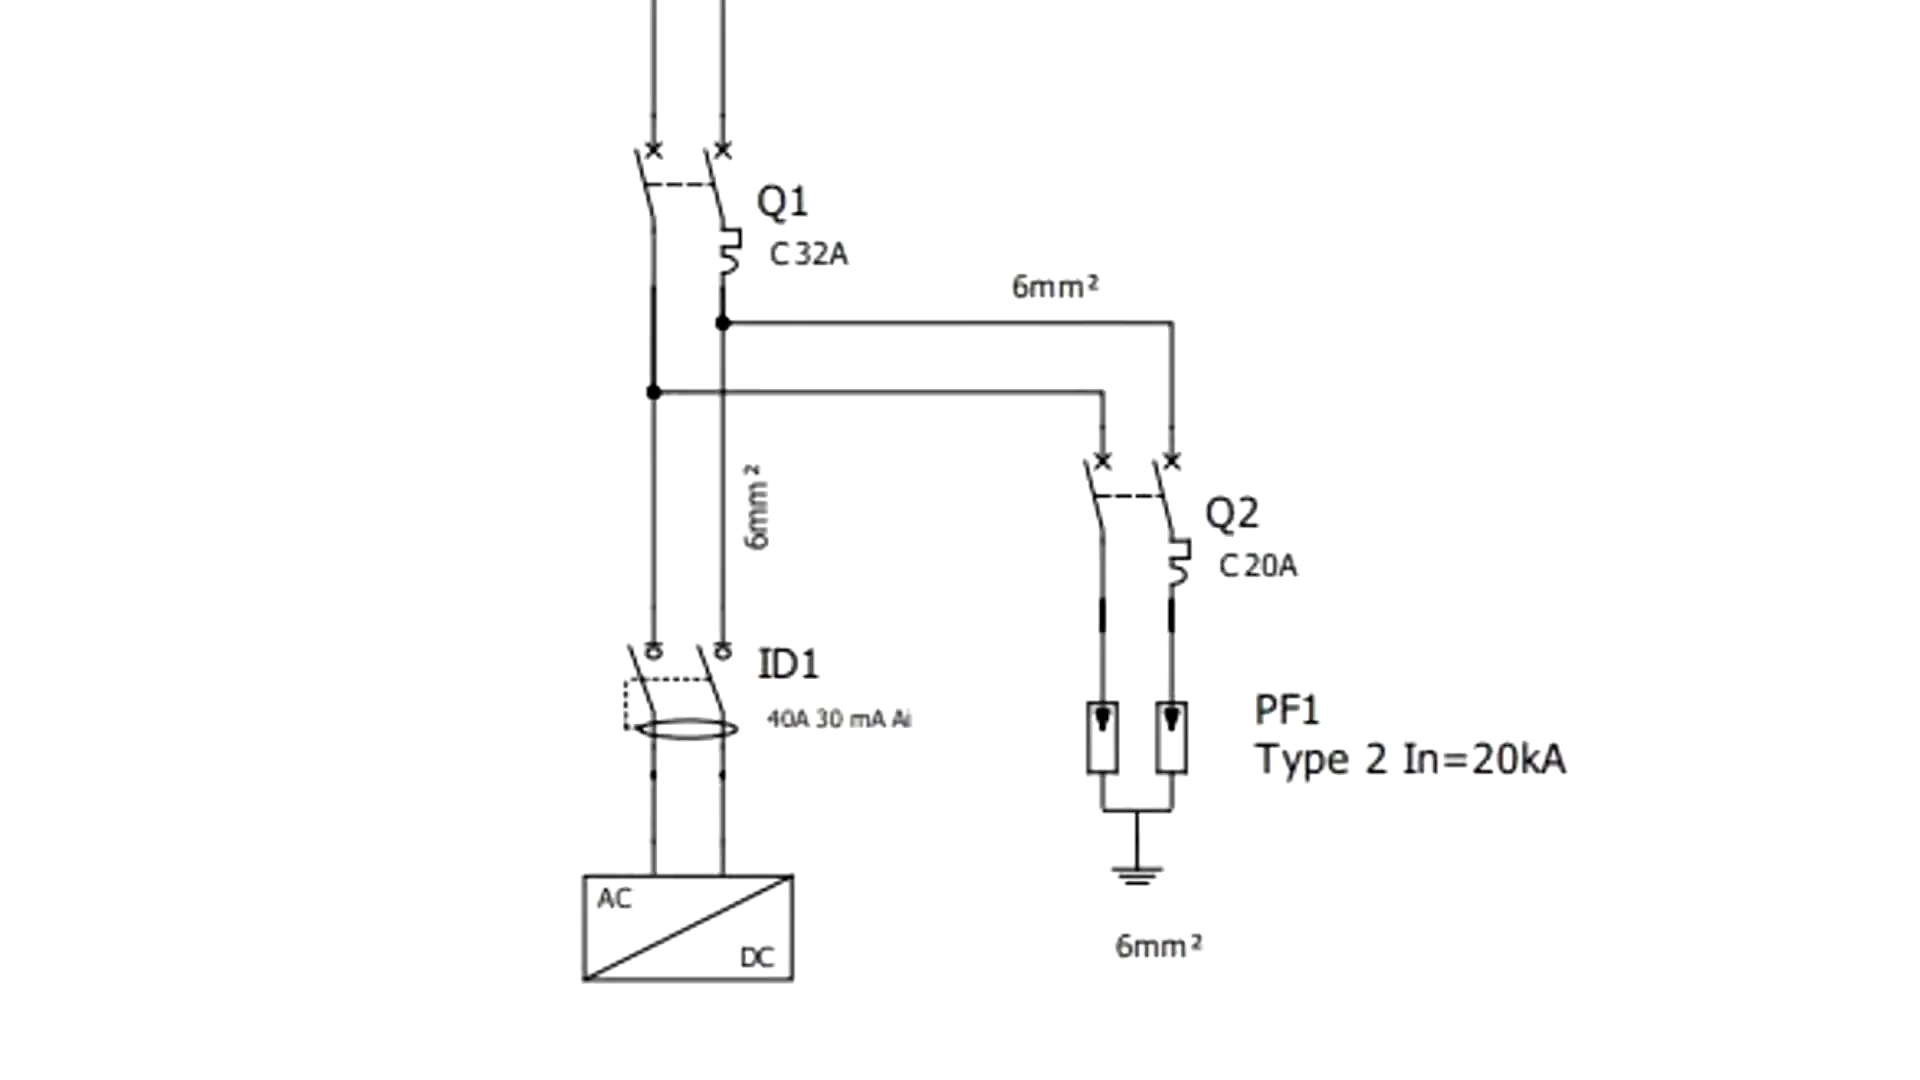 Q1
C 32A
6mm²
6mm²
Q2
C 20A
ID1
40A 30 mA Ai
PF1
Type 2 In=20kA
AC
DC
6mm²